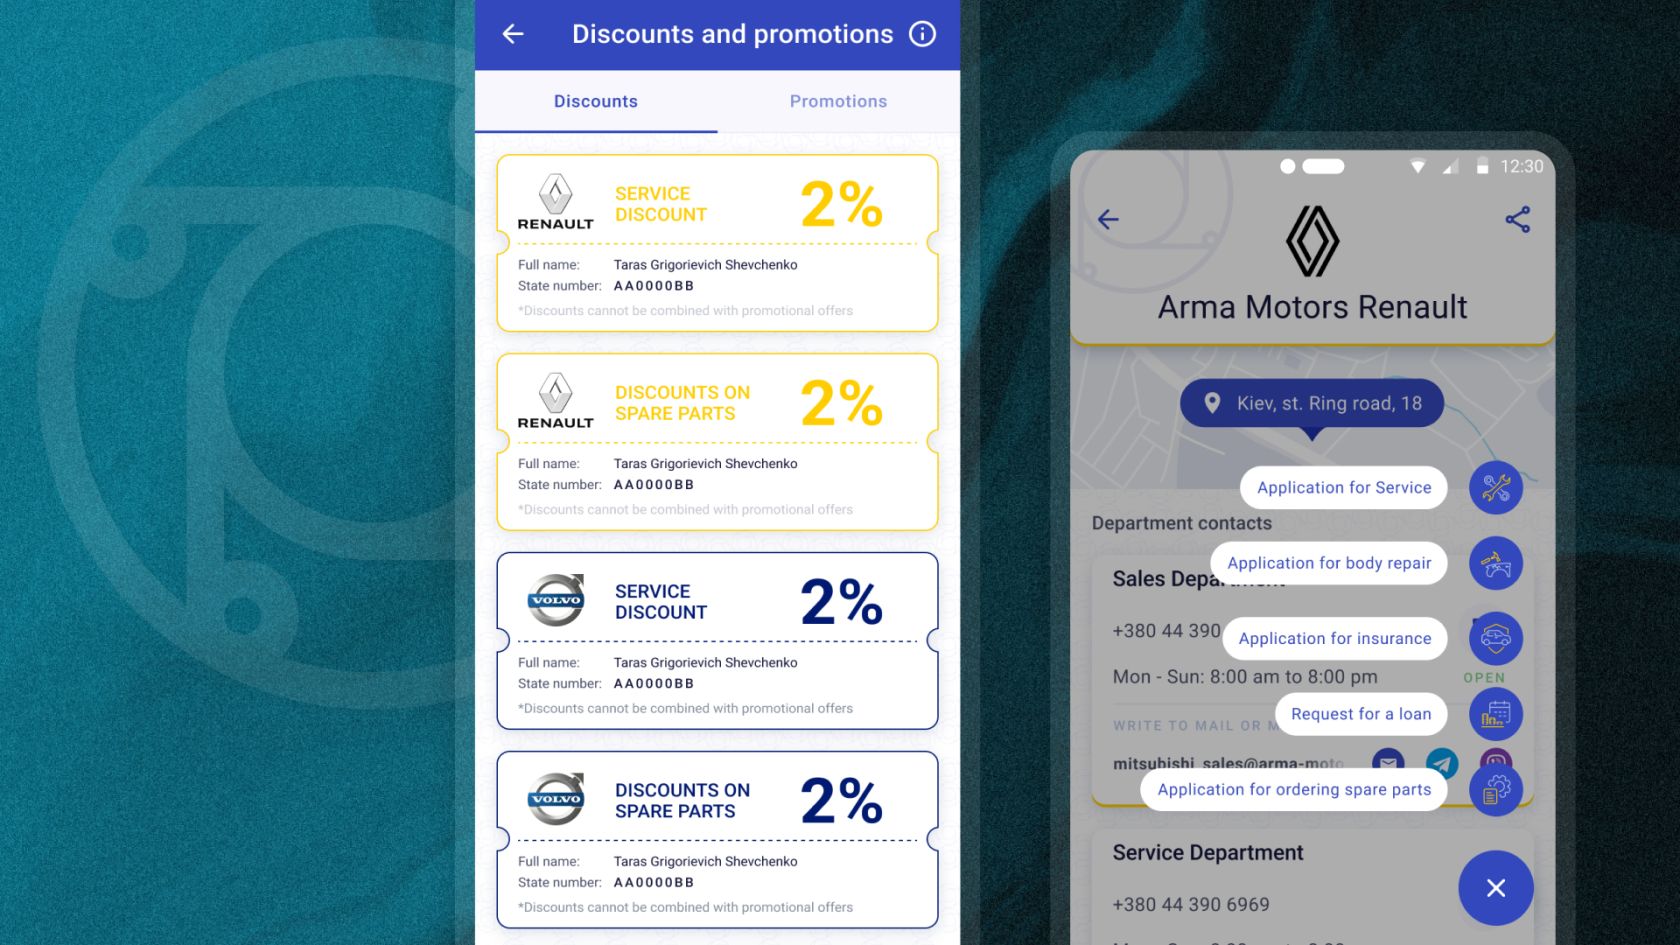 Discounts and promotions
Discounts
Promotions
RENAULT
SERVICE
DISCOUNT
2%
Full name: Taras Grigorievich Shevchenko
State number: AA0000BB
*Discounts cannot be combined with promotional offers
RENAULT
DISCOUNTS ON
SPARE PARTS
2%
Full name: Taras Grigorievich Shevchenko
State number: AA0000BB
*Discounts cannot be combined with promotional offers
VOLVO
SERVICE
DISCOUNT
2%
Full name: Taras Grigorievich Shevchenko
State number: AA0000BB
*Discounts cannot be combined with promotional offers
VOLVO
DISCOUNTS ON
SPARE PARTS
2%
Full name: Taras Grigorievich Shevchenko
State number: AA0000BB
*Discounts cannot be combined with promotional offers
12:30
Arma Motors Renault
Kiev, st. Ring road, 18
Application for Service
Department contacts
Application for body repair
Sales Department
+380 44 390
Application for insurance
Mon - Sun: 8:00 am to 8:00 pm
OPEN
Request for a loan
WRITE TO MAIL OR
mitsubishi_sales@arma-moto
Application for ordering spare parts
Service Department
+380 44 390 6969